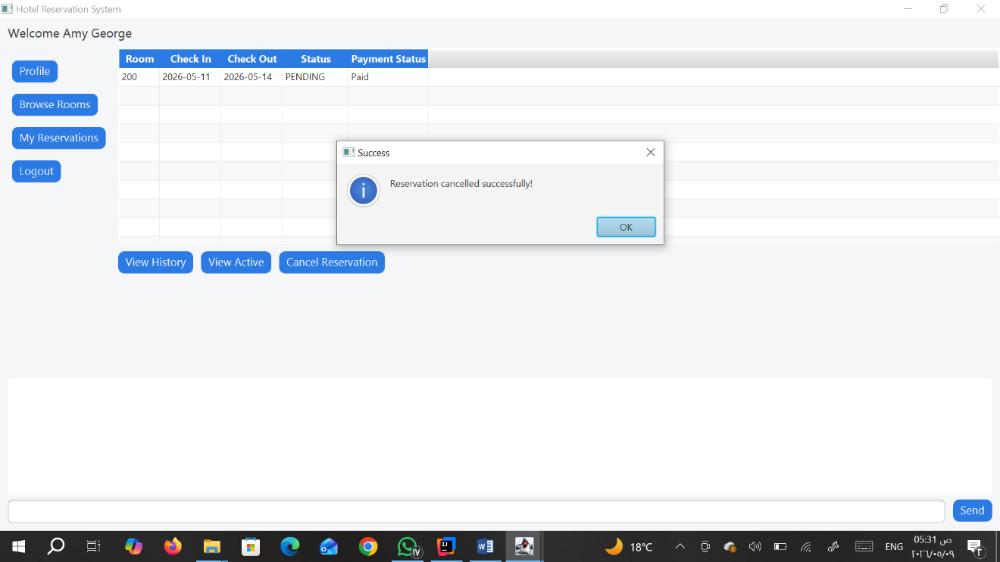 Hotel Reservation System
Welcome Amy George
Profile
Browse Rooms
My Reservations
Logout
Room Check In Check Out Status Payment Status
200 2026-05-11 2026-05-14 PENDING Paid
Success
Reservation cancelled successfully!
OK
View History View Active Cancel Reservation
Send
18°C
ENG
05:31 ص
٢٠٢٦/٠٥/٠٩